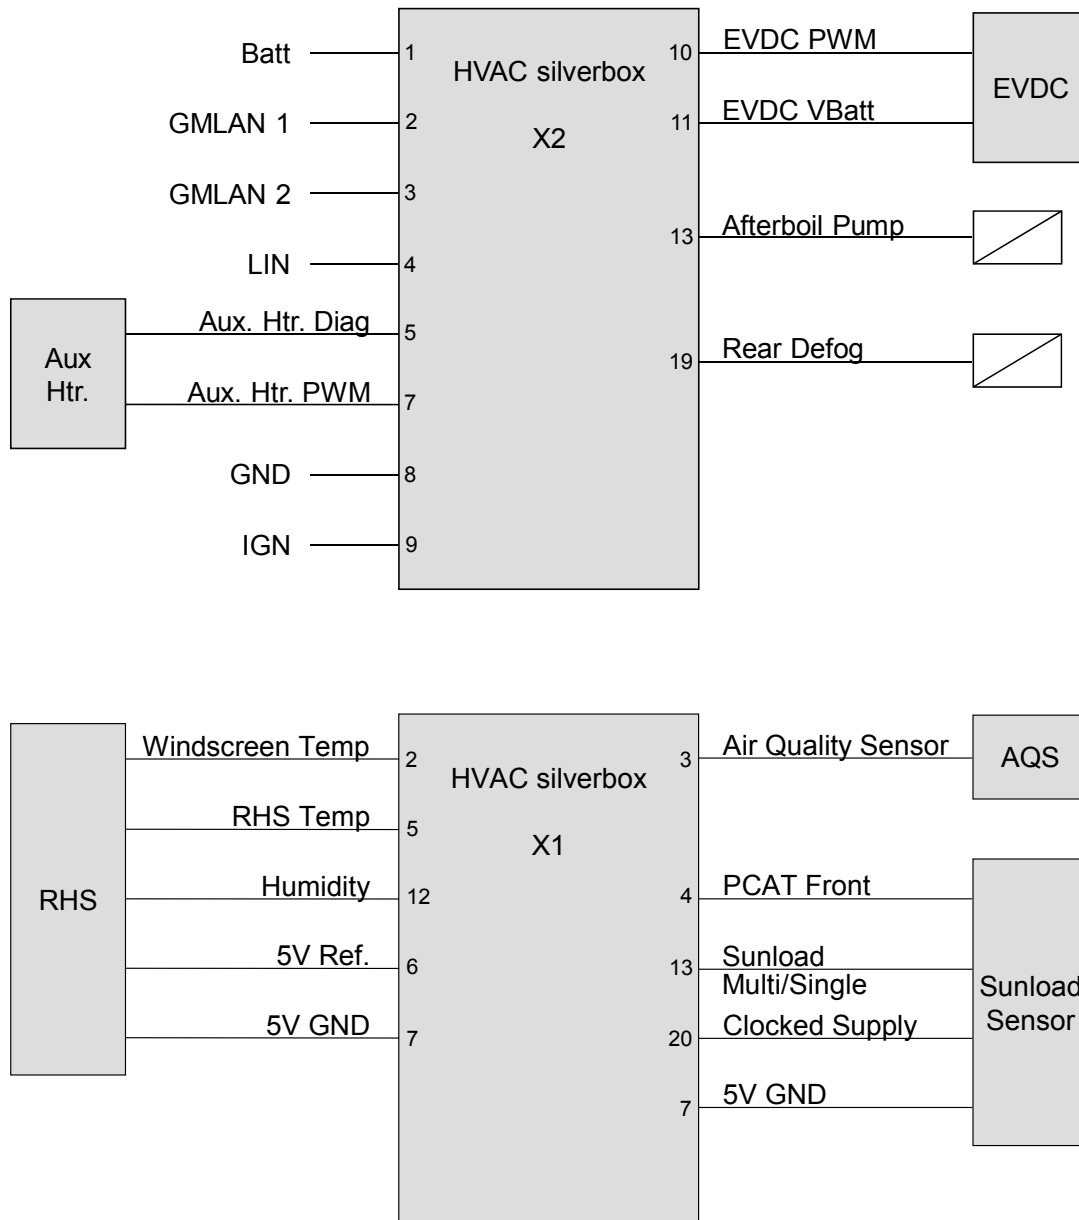 Batt
1
GMLAN 1
2
GMLAN 2
3
LIN
4
Aux. Htr. Diag
5
Aux. Htr. PWM
7
GND
8
IGN
9
Aux
Htr.
HVAC silverbox
X2
10
EVDC PWM
11
EVDC VBatt
EVDC
13
Afterboil Pump
19
Rear Defog
RHS
Windscreen Temp
2
RHS Temp
5
Humidity
12
5V Ref.
6
5V GND
7
HVAC silverbox
X1
3
Air Quality Sensor
AQS
4
PCAT Front
13
Sunload
Multi/Single
20
Clocked Supply
7
5V GND
Sunload
Sensor